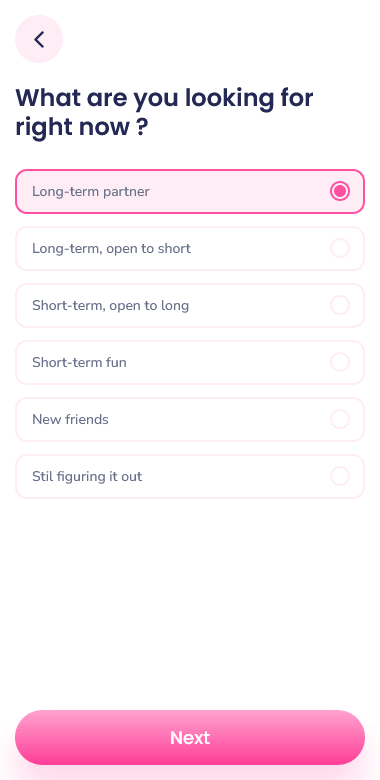 What are you looking for
right now ?
Long-term partner
Long-term, open to short
Short-term, open to long
Short-term fun
New friends
Stil figuring it out
Next